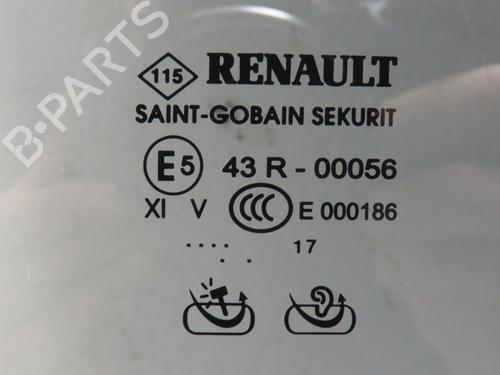 B-PARTS
115 RENAULT
SAINT-GOBAIN SEKURIT
E5 43 R - 00056
XI V CCC E 000186
.... . . 17